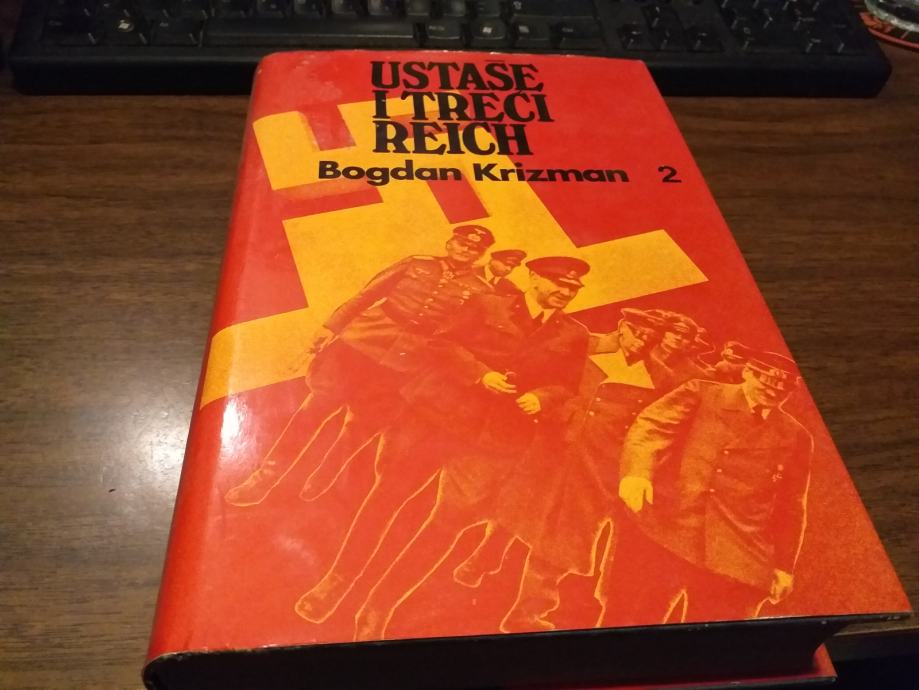 USTAŠE
I TREĆI
REICH
Bogdan Krizman 2